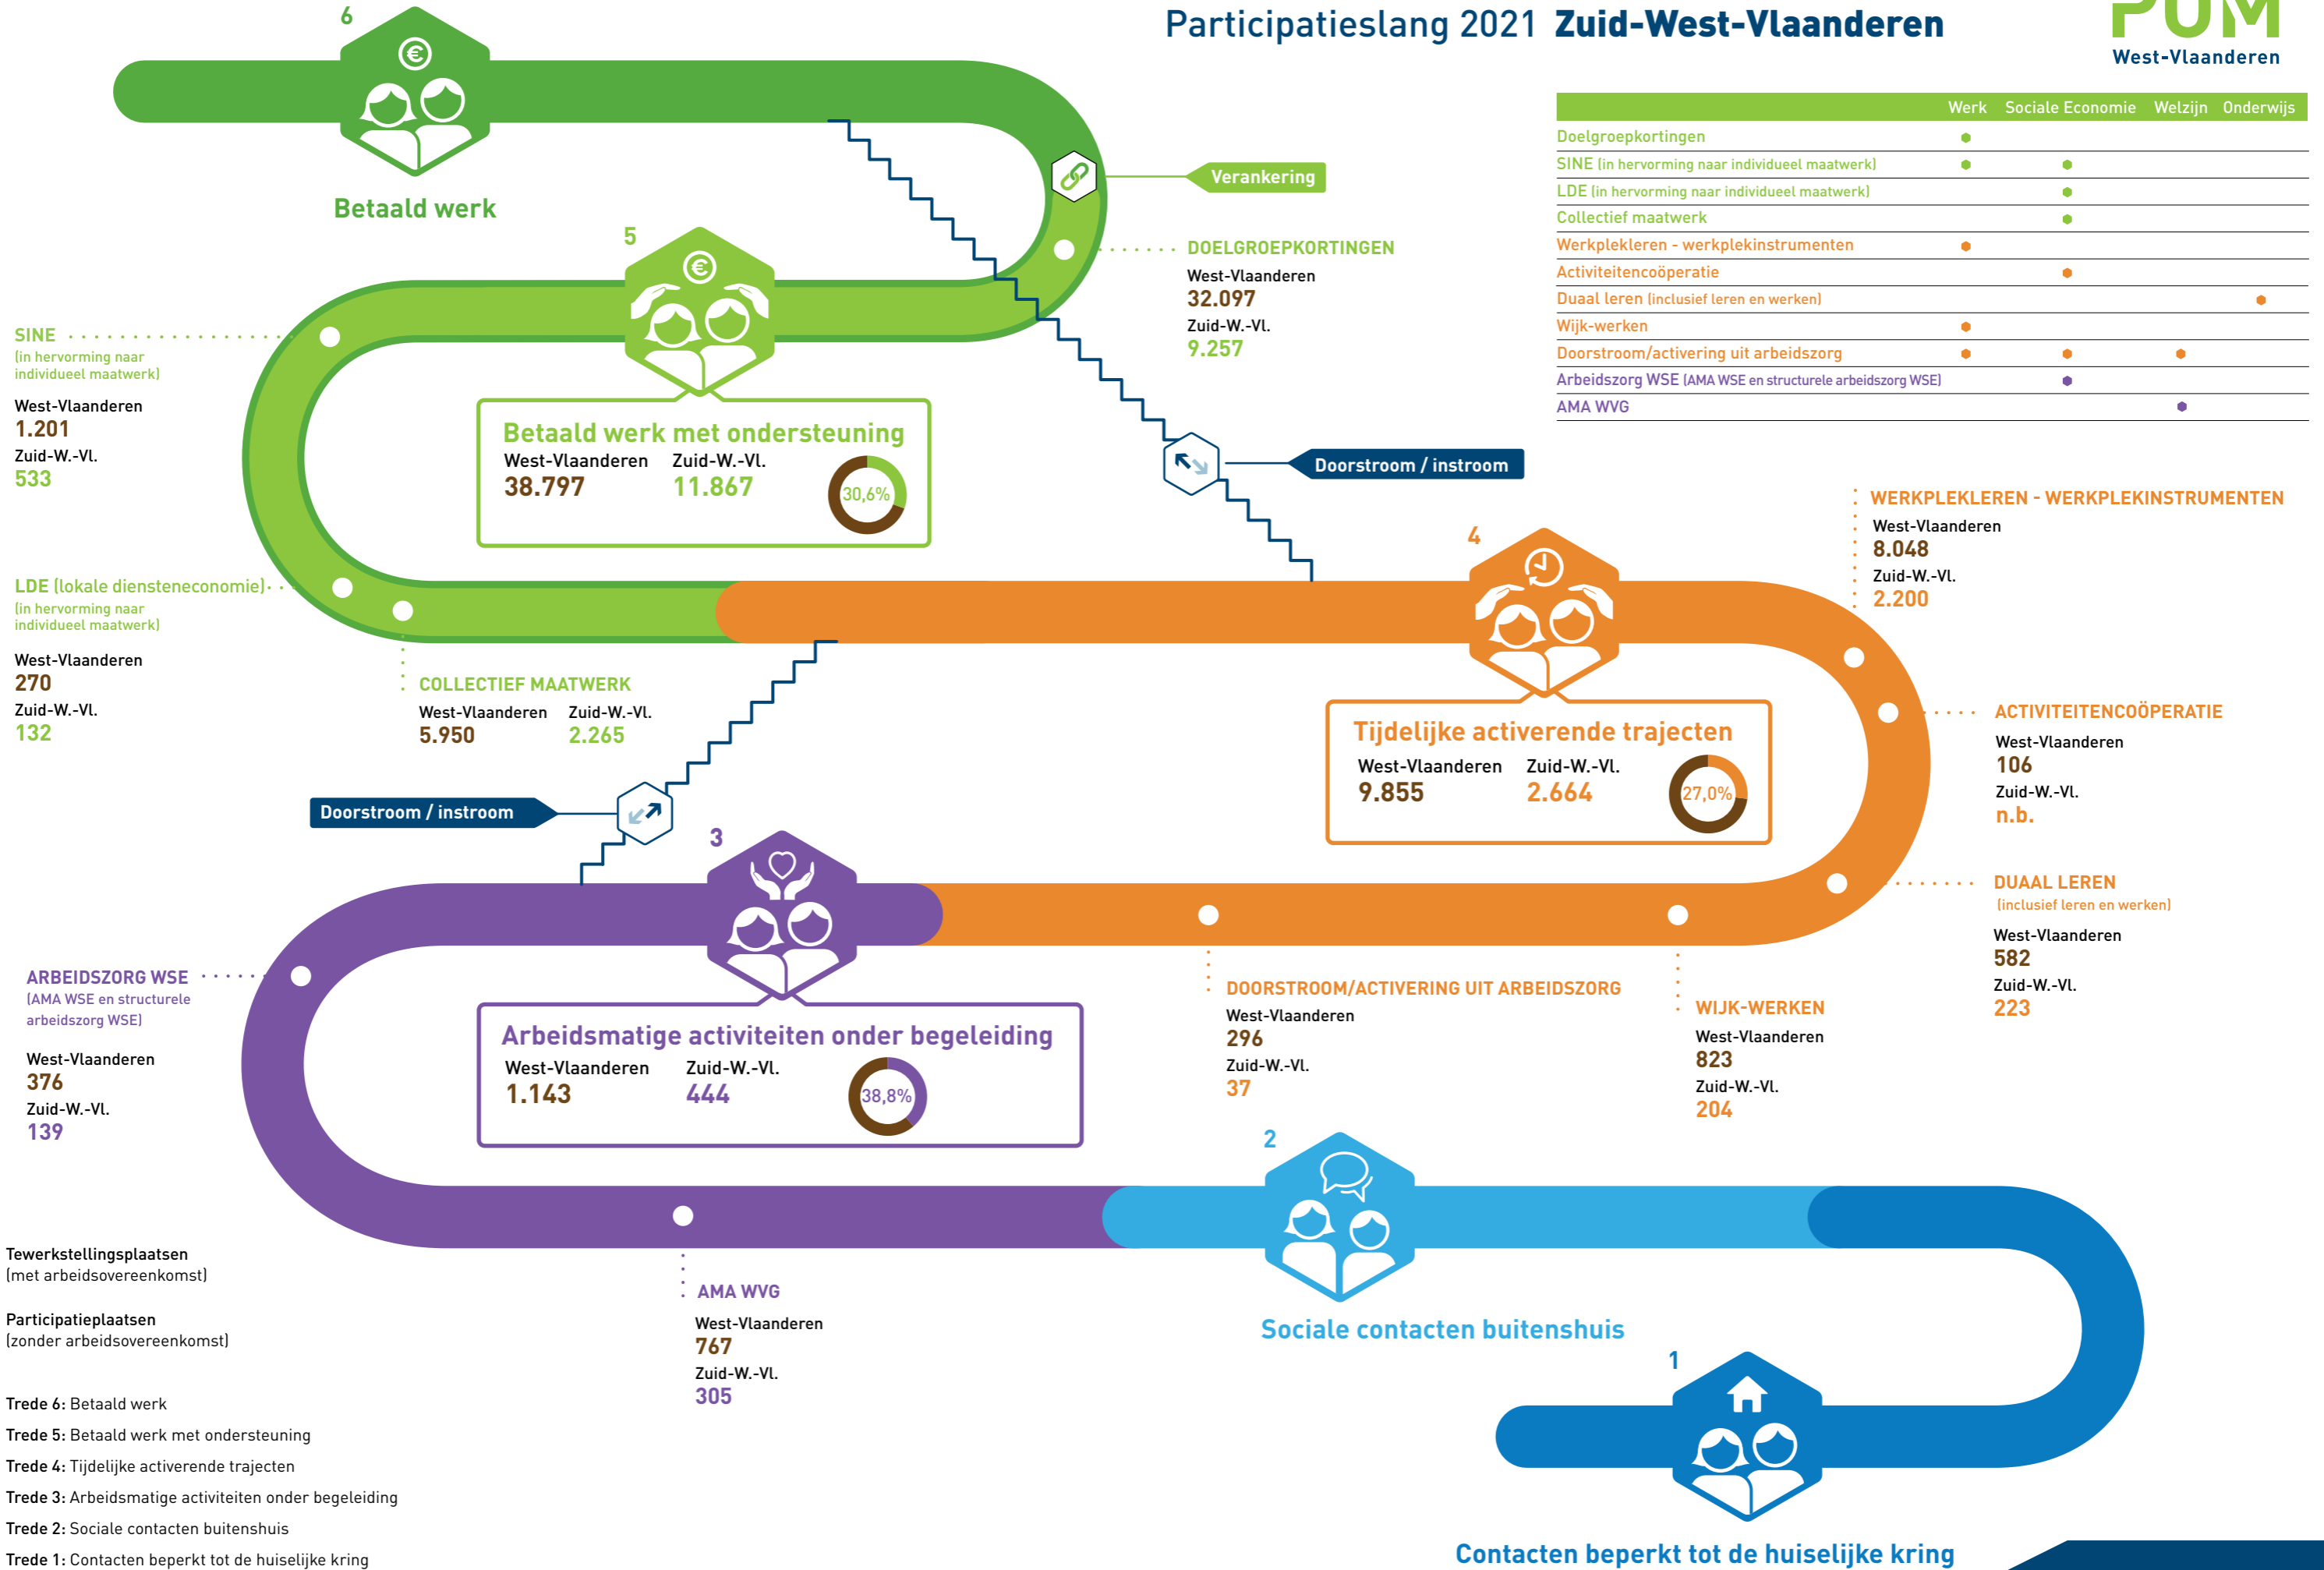 Participatieslang 2021 Zuid-West-Vlaanderen
POM
West-Vlaanderen
Werk Sociale Economie Welzijn Onderwijs
Doelgroepkortingen
SINE (in hervorming naar individueel maatwerk)
LDE (in hervorming naar individueel maatwerk)
Collectief maatwerk
Werkplekleren - werkplekinstrumenten
Activiteitencoöperatie
Duaal leren (inclusief leren en werken)
Wijk-werken
Doorstroom/activering uit arbeidszorg
Arbeidszorg WSE (AMA WSE en structurele arbeidszorg WSE)
AMA WVG
6
€
Betaald werk
Verankering
DOELGROEPKORTINGEN
West-Vlaanderen
32.097
Zuid-W.-Vl.
9.257
5
€
Betaald werk met ondersteuning
West-Vlaanderen Zuid-W.-Vl.
38.797 11.867
30,6%
SINE
(in hervorming naar
individueel maatwerk)
West-Vlaanderen
1.201
Zuid-W.-Vl.
533
LDE (lokale diensteneconomie)
(in hervorming naar
individueel maatwerk)
West-Vlaanderen
270
Zuid-W.-Vl.
132
COLLECTIEF MAATWERK
West-Vlaanderen Zuid-W.-Vl.
5.950 2.265
Doorstroom / instroom
4
Tijdelijke activerende trajecten
West-Vlaanderen Zuid-W.-Vl.
9.855 2.664
27,0%
WERKPLEKLEREN - WERKPLEKINSTRUMENTEN
West-Vlaanderen
8.048
Zuid-W.-Vl.
2.200
ACTIVITEITENCOÖPERATIE
West-Vlaanderen
106
Zuid-W.-Vl.
n.b.
DUAAL LEREN
(inclusief leren en werken)
West-Vlaanderen
582
Zuid-W.-Vl.
223
WIJK-WERKEN
West-Vlaanderen
823
Zuid-W.-Vl.
204
DOORSTROOM/ACTIVERING UIT ARBEIDSZORG
West-Vlaanderen
296
Zuid-W.-Vl.
37
Doorstroom / instroom
3
Arbeidsmatige activiteiten onder begeleiding
West-Vlaanderen Zuid-W.-Vl.
1.143 444
38,8%
ARBEIDSZORG WSE
(AMA WSE en structurele
arbeidszorg WSE)
West-Vlaanderen
376
Zuid-W.-Vl.
139
AMA WVG
West-Vlaanderen
767
Zuid-W.-Vl.
305
2
Sociale contacten buitenshuis
1
Contacten beperkt tot de huiselijke kring
Tewerkstellingsplaatsen
(met arbeidsovereenkomst)
Participatieplaatsen
(zonder arbeidsovereenkomst)
Trede 6: Betaald werk
Trede 5: Betaald werk met ondersteuning
Trede 4: Tijdelijke activerende trajecten
Trede 3: Arbeidsmatige activiteiten onder begeleiding
Trede 2: Sociale contacten buitenshuis
Trede 1: Contacten beperkt tot de huiselijke kring